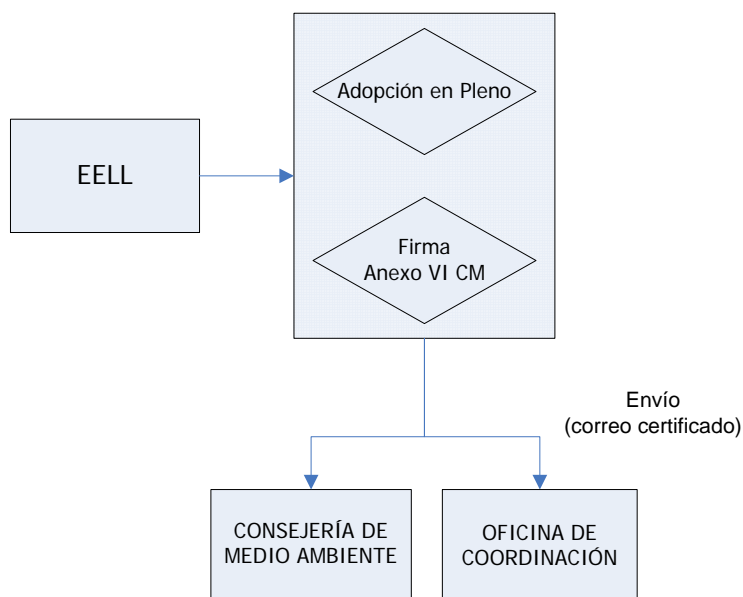 Adopción en Pleno
EELL
Firma
Anexo VI CM
Envío
(correo certificado)
CONSEJERÍA DE
MEDIO AMBIENTE
OFICINA DE
COORDINACIÓN